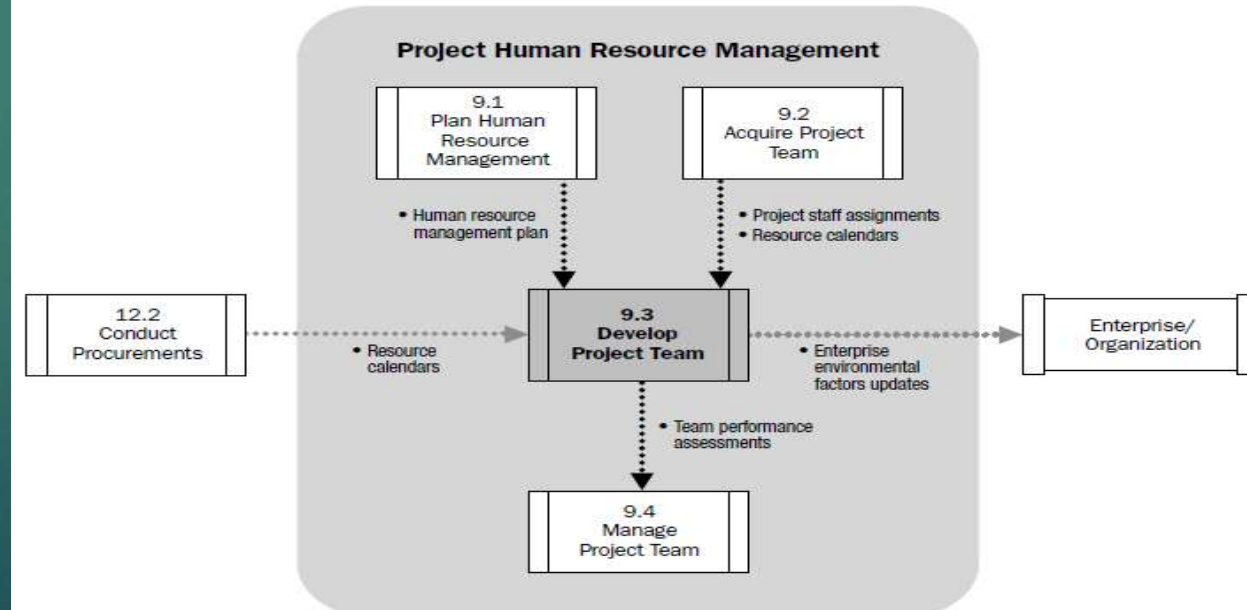 Project Human Resource Management
9.1
Plan Human
Resource
Management
9.2
Acquire Project
Team
• Human resource
management plan
• Project staff assignments
• Resource calendars
12.2
Conduct
Procurements
• Resource
calendars
9.3
Develop
Project Team
• Enterprise
environmental
factors updates
Enterprise/
Organization
• Team performance
assessments
9.4
Manage
Project Team